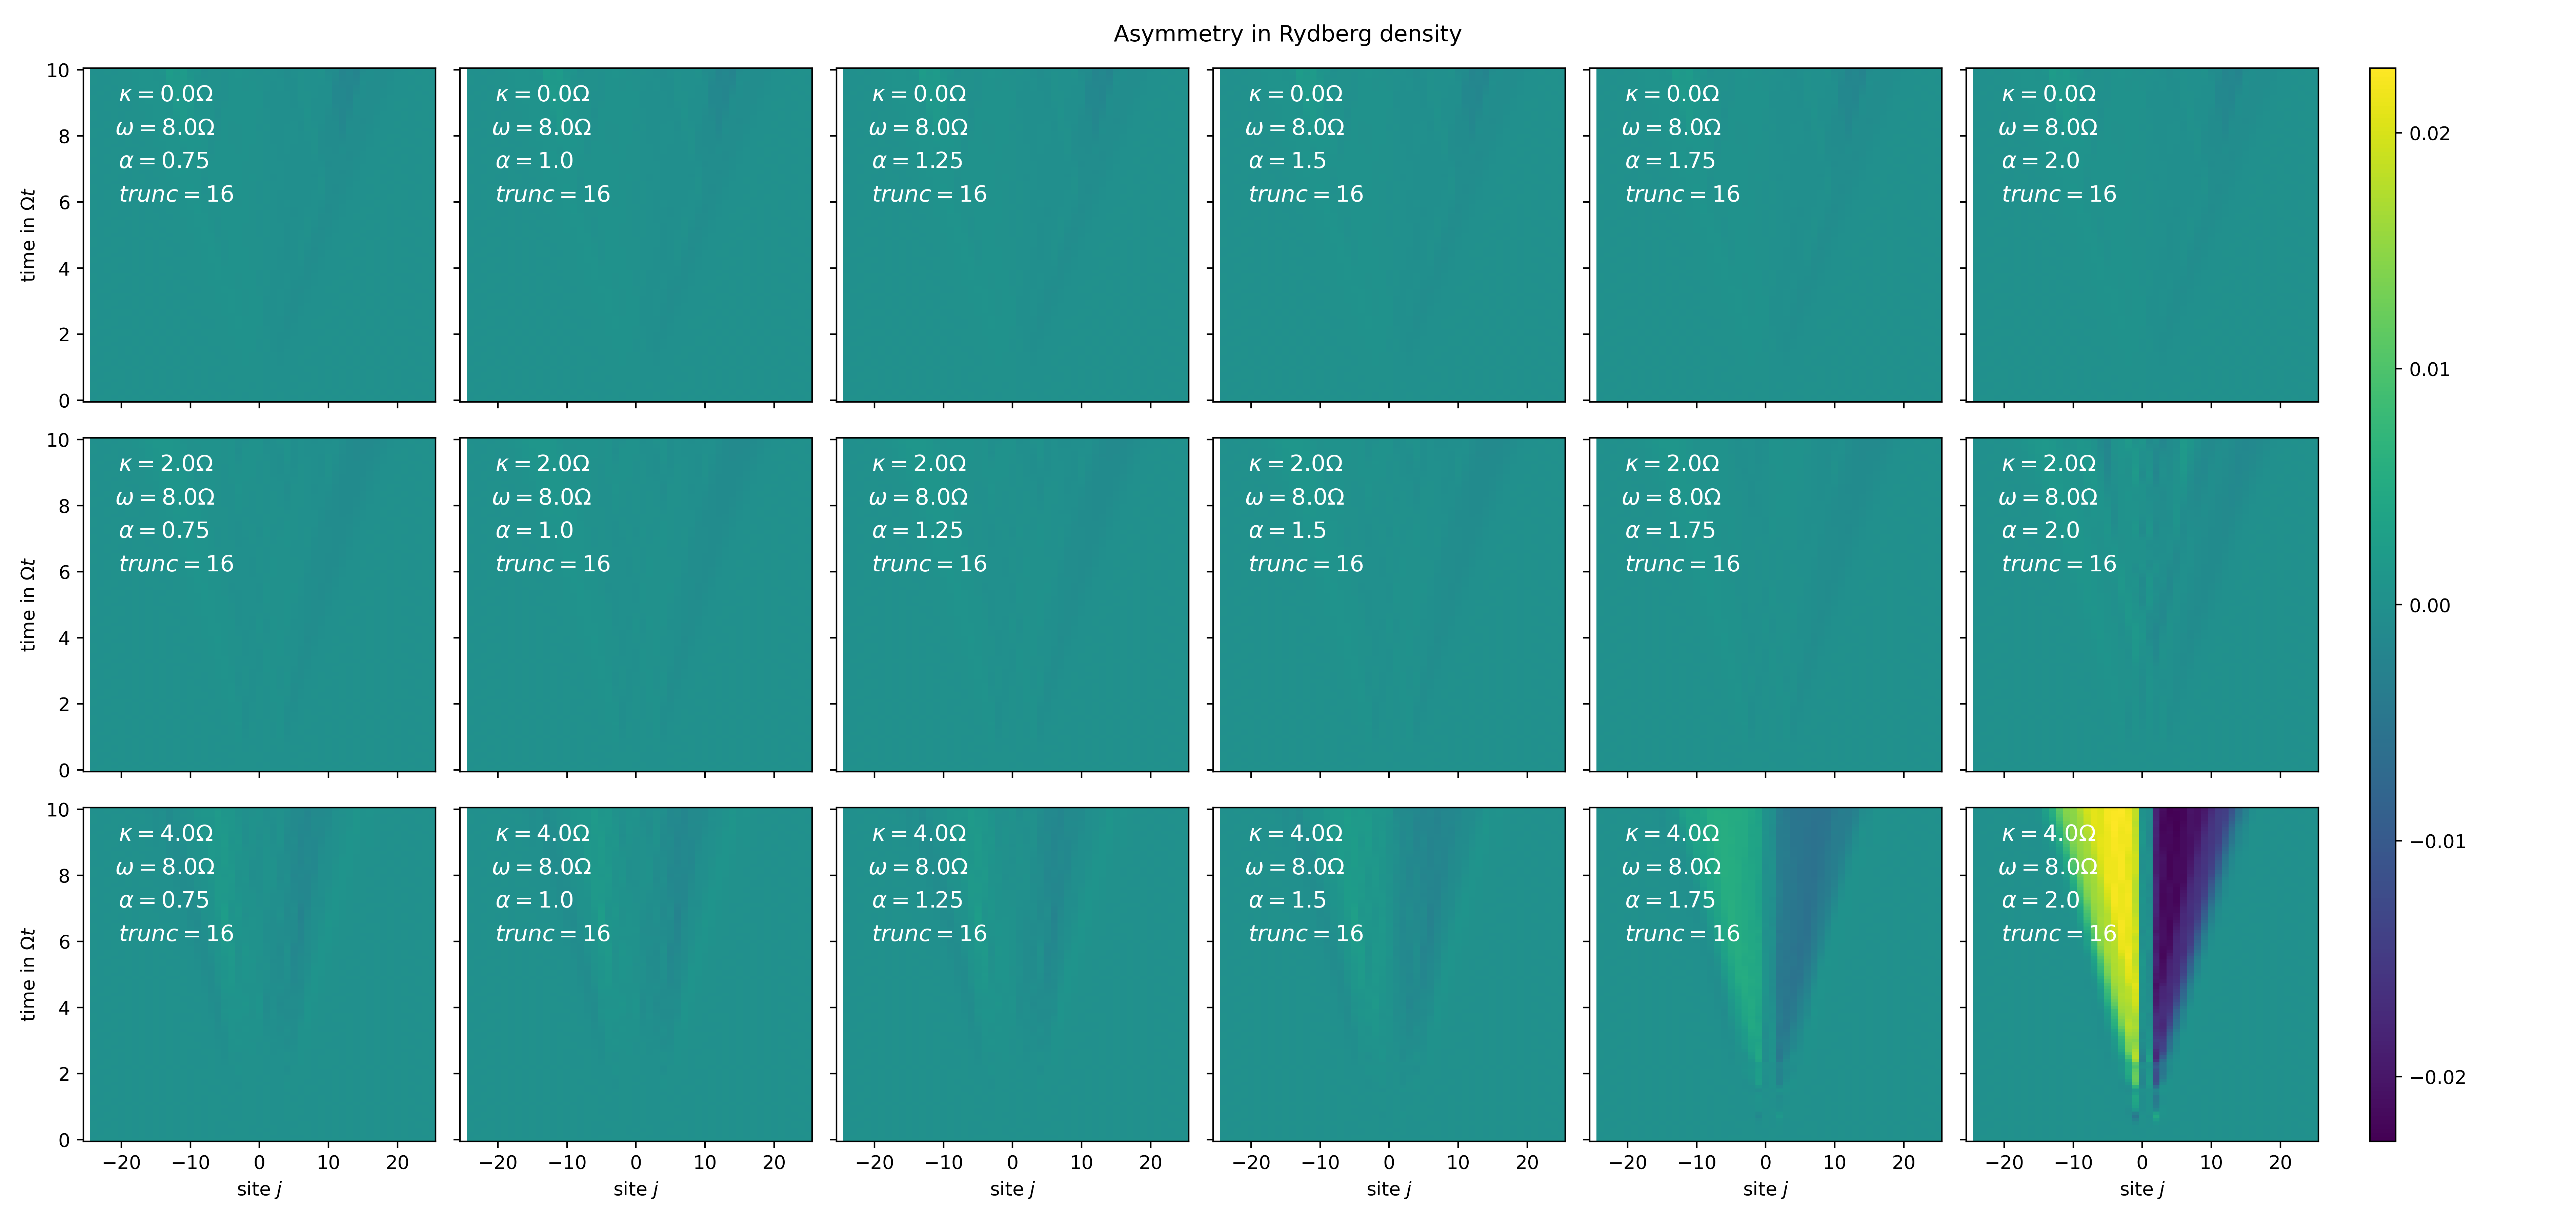 Asymmetry in Rydberg density
10
8
6
4
2
0
time in Ωt
κ = 0.0Ω
ω = 8.0Ω
α = 0.75
trunc = 16
κ = 0.0Ω
ω = 8.0Ω
α = 1.0
trunc = 16
κ = 0.0Ω
ω = 8.0Ω
α = 1.25
trunc = 16
κ = 0.0Ω
ω = 8.0Ω
α = 1.5
trunc = 16
κ = 0.0Ω
ω = 8.0Ω
α = 1.75
trunc = 16
κ = 0.0Ω
ω = 8.0Ω
α = 2.0
trunc = 16
10
8
6
4
2
0
time in Ωt
κ = 2.0Ω
ω = 8.0Ω
α = 0.75
trunc = 16
κ = 2.0Ω
ω = 8.0Ω
α = 1.0
trunc = 16
κ = 2.0Ω
ω = 8.0Ω
α = 1.25
trunc = 16
κ = 2.0Ω
ω = 8.0Ω
α = 1.5
trunc = 16
κ = 2.0Ω
ω = 8.0Ω
α = 1.75
trunc = 16
κ = 2.0Ω
ω = 8.0Ω
α = 2.0
trunc = 16
10
8
6
4
2
0
time in Ωt
κ = 4.0Ω
ω = 8.0Ω
α = 0.75
trunc = 16
κ = 4.0Ω
ω = 8.0Ω
α = 1.0
trunc = 16
κ = 4.0Ω
ω = 8.0Ω
α = 1.25
trunc = 16
κ = 4.0Ω
ω = 8.0Ω
α = 1.5
trunc = 16
κ = 4.0Ω
ω = 8.0Ω
α = 1.75
trunc = 16
κ = 4.0Ω
ω = 8.0Ω
α = 2.0
trunc = 16
−20 −10 0 10 20
site j
−20 −10 0 10 20
site j
−20 −10 0 10 20
site j
−20 −10 0 10 20
site j
−20 −10 0 10 20
site j
−20 −10 0 10 20
site j
0.02
0.01
0.00
−0.01
−0.02